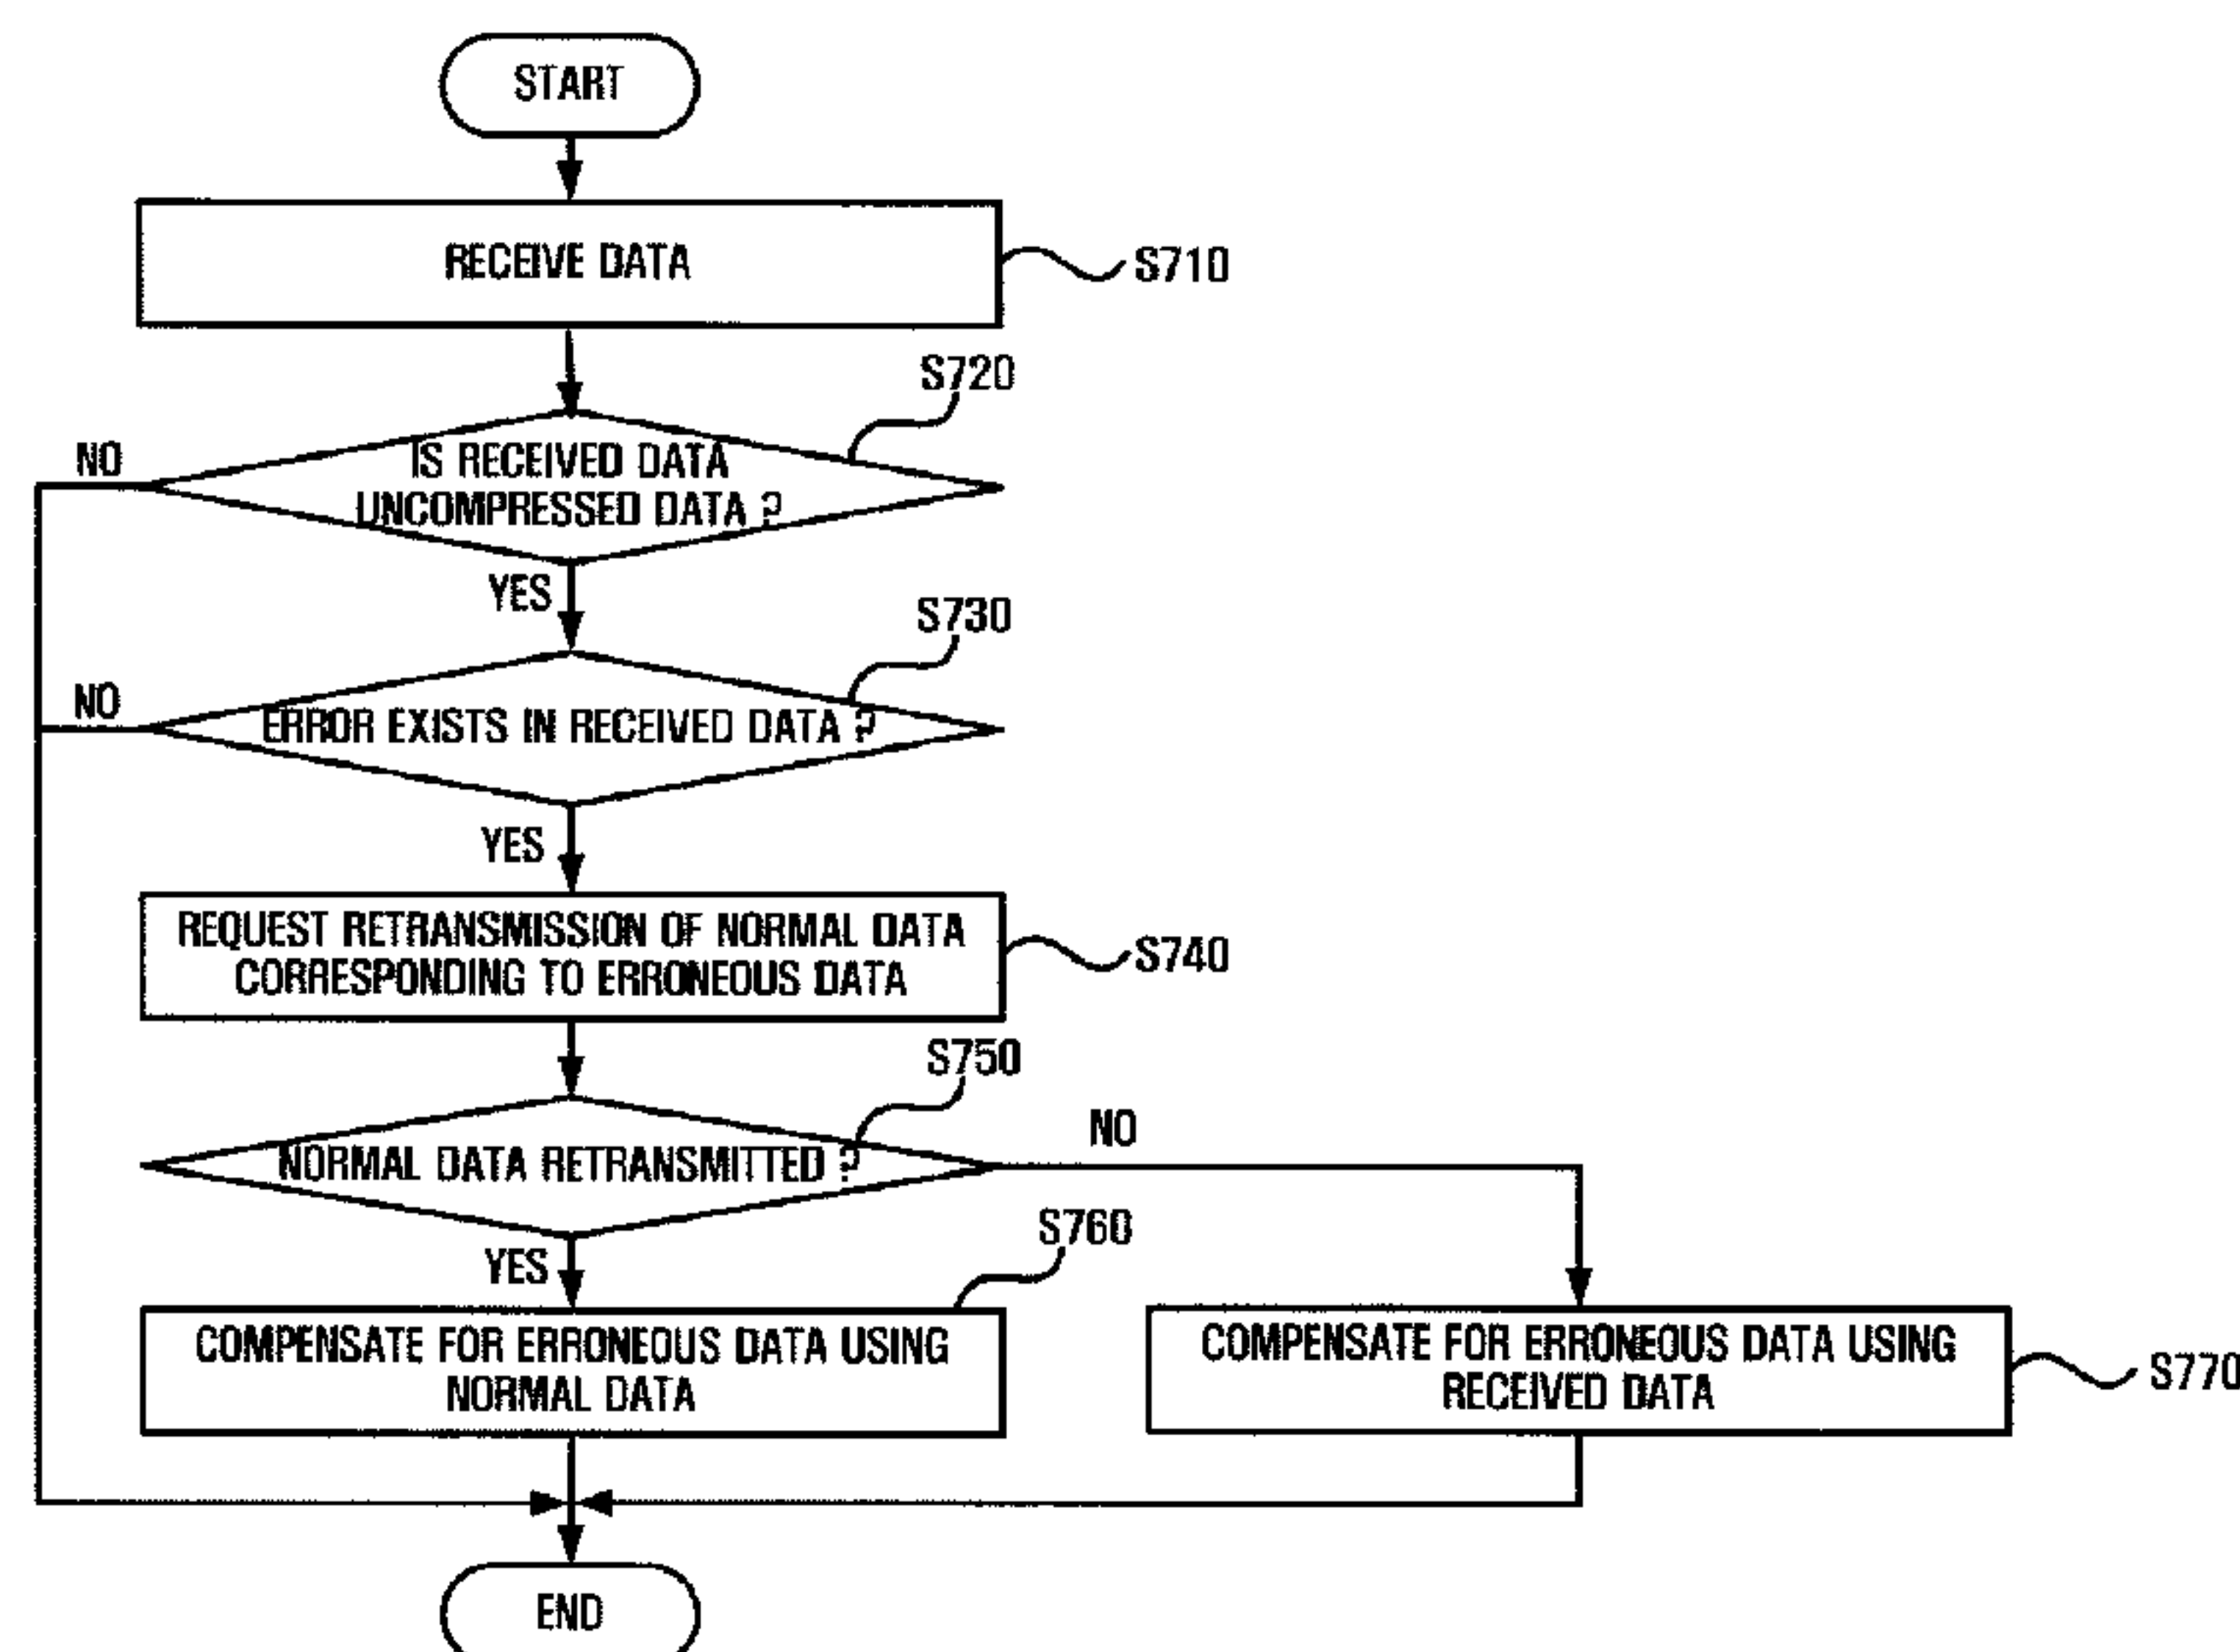 START
RECEIVE DATA
S710
S720
NO
IS RECEIVED DATA
UNCOMPRESSED DATA ?
YES
S730
NO
ERROR EXISTS IN RECEIVED DATA ?
YES
REQUEST RETRANSMISSION OF NORMAL DATA
CORRESPONDING TO ERRONEOUS DATA
S740
S750
NO
NORMAL DATA RETRANSMITTED ?
S760
YES
COMPENSATE FOR ERRONEOUS DATA USING
NORMAL DATA
COMPENSATE FOR ERRONEOUS DATA USING
RECEIVED DATA
S770
END